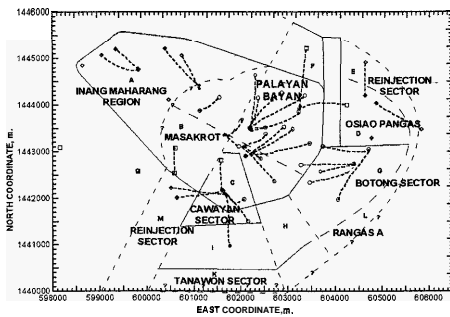 1446000
1445000
1444000
1443000
1442000
1441000
1440000
NORTH COORDINATE, m.
598000
599000
600000
601000
602000
603000
604000
605000
606000
EAST COORDINATE,m.
A
INANG MAHARANG
REGION
PALAYAN
BAYAN
F
E
REINJECTION
SECTOR
OSIAO PANGAS
D
B
MASAKROT
C
G
BOTONG SECTOR
CAWAYAN
SECTOR
M
REINJECTION
SECTOR
H
L
RANGAS A
I
K
TANAWON SECTOR